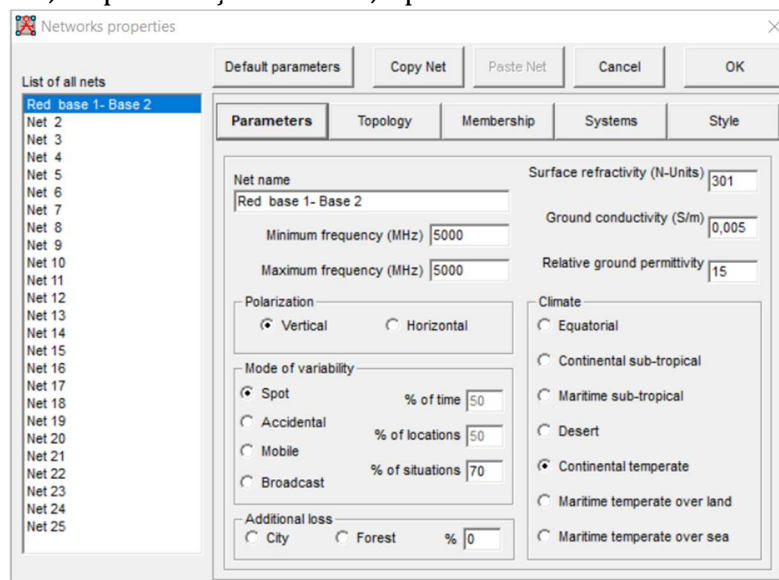 Networks properties
Default parameters
Copy Net
Paste Net
Cancel
OK
List of all nets
Red base 1- Base 2
Net 2
Net 3
Net 4
Net 5
Net 6
Net 7
Net 8
Net 9
Net 10
Net 11
Net 12
Net 13
Net 14
Net 15
Net 16
Net 17
Net 18
Net 19
Net 20
Net 21
Net 22
Net 23
Net 24
Net 25
Parameters
Topology
Membership
Systems
Style
Net name
Red base 1- Base 2
Minimum frequency (MHz) 5000
Maximum frequency (MHz) 5000
Polarization
Vertical
Horizontal
Mode of variability
Spot
Accidental
Mobile
Broadcast
% of time 50
% of locations 50
% of situations 70
Additional loss
City
Forest
% 0
Surface refractivity (N-Units) 301
Ground conductivity (S/m) 0,005
Relative ground permittivity 15
Climate
Equatorial
Continental sub-tropical
Maritime sub-tropical
Desert
Continental temperate
Maritime temperate over land
Maritime temperate over sea